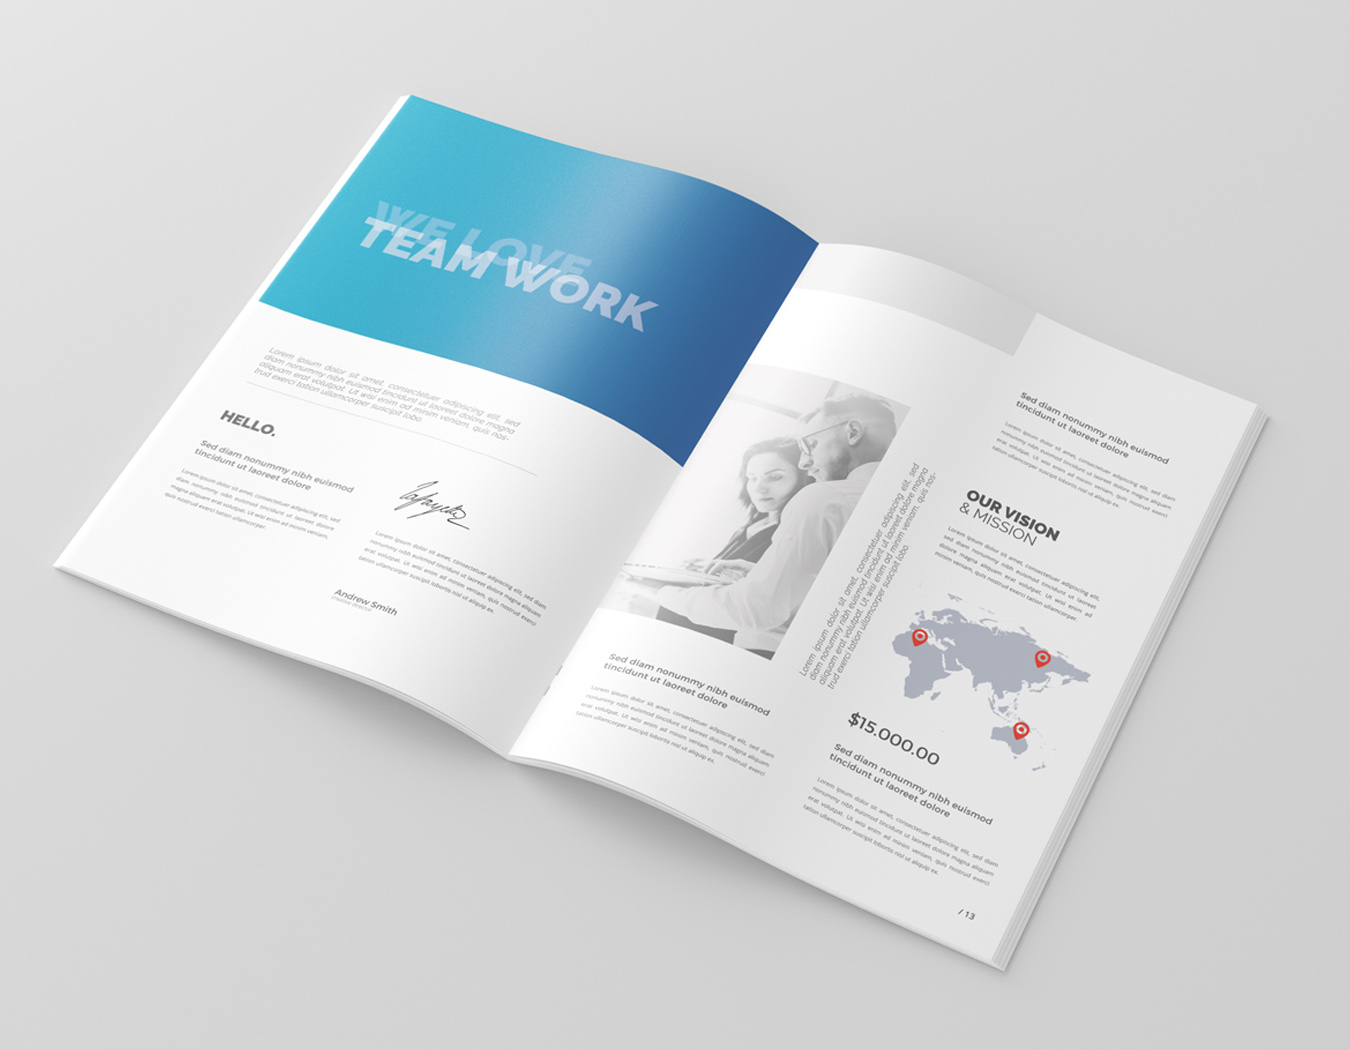 WE LOVE
TEAM WORK
Lorem ipsum dolor sit amet, consectetuer adipiscing elit, sed
diam nonummy nibh euismod tincidunt ut laoreet dolore magna
aliquam erat volutpat. Ut wisi enim ad minim veniam, quis nos-
trud exerci tation ullamcorper suscipit lobo.
HELLO.
Sed diam nonummy nibh euismod
tincidunt ut laoreet dolore
Lorem ipsum dolor sit amet, consectetuer adipiscing elit, sed
diam nonummy nibh euismod tincidunt ut laoreet dolore
magna aliquam erat volutpat. Ut wisi enim ad minim veniam,
quis nostrud exerci tation ullamcorper.
Lorem ipsum dolor sit amet, consectetuer adipiscing elit, sed diam
nonummy nibh euismod tincidunt ut laoreet dolore magna aliquam
erat volutpat. Ut wisi enim ad minim veniam, quis nostrud exerci
tation ullamcorper suscipit lobortis nisl ut aliquip ex.
Andrew Smith
Sed diam nonummy nibh euismod
tincidunt ut laoreet dolore
Lorem ipsum dolor sit amet, consectetuer adipiscing elit, sed diam
nonummy nibh euismod tincidunt ut laoreet dolore magna aliquam
erat volutpat. Ut wisi enim ad minim veniam, quis nostrud exerci
tation ullamcorper suscipit lobortis nisl ut aliquip ex.
Lorem ipsum dolor sit amet, consectetuer adipiscing elit, sed
diam nonummy nibh euismod tincidunt ut laoreet dolore magna
aliquam erat volutpat. Ut wisi enim ad minim veniam, quis nos-
trud exerci tation ullamcorper suscipit lobo
Sed diam nonummy nibh euismod
tincidunt ut laoreet dolore
Lorem ipsum dolor sit amet, consectetuer adipiscing elit, sed diam
nonummy nibh euismod tincidunt ut laoreet dolore magna aliquam
erat volutpat. Ut wisi enim ad minim veniam, quis nostrud exerci
tation ullamcorper suscipit lobortis nisl ut aliquip ex.
OUR VISION
& MISSION
Lorem ipsum dolor sit amet, consectetuer adipiscing elit,
sed diam nonummy nibh euismod tincidunt ut laoreet
dolore magna aliquam erat volutpat. Ut wisi enim ad
minim veniam, quis nostrud exerci tation ullamcorper.
$15.000.00
Sed diam nonummy nibh euismod
tincidunt ut laoreet dolore
Lorem ipsum dolor sit amet, consectetuer adipiscing elit, sed diam
nonummy nibh euismod tincidunt ut laoreet dolore magna aliquam
erat volutpat. Ut wisi enim ad minim veniam, quis nostrud exerci
tation ullamcorper suscipit lobortis nisl ut aliquip ex.
/ 13